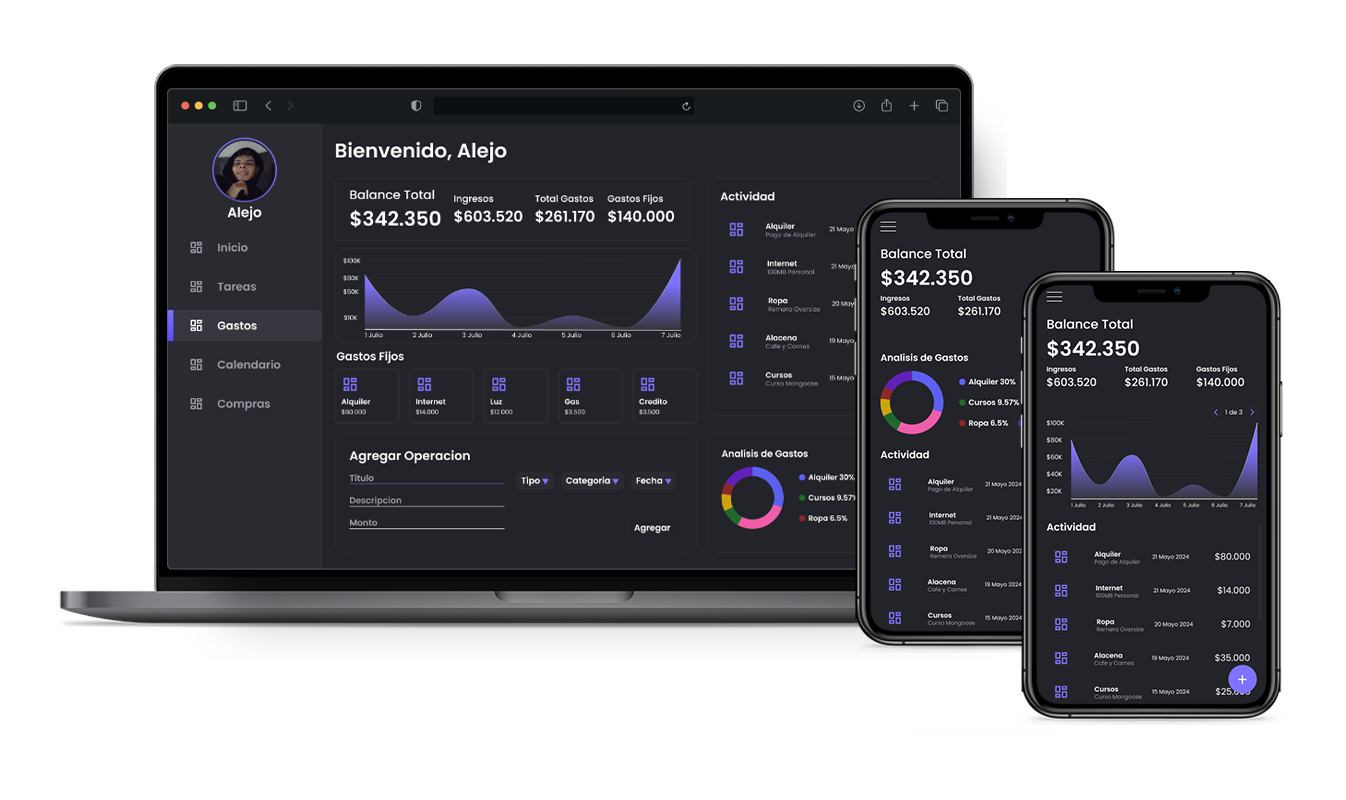 Alejo
Inicio
Tareas
Gastos
Calendario
Compras
Bienvenido, Alejo
Balance Total
$342.350
Ingresos
$603.520
Total Gastos
$261.170
Gastos Fijos
$140.000
$100K
$80K
$50K
$10K
1 Julio 2 Julio 3 Julio 4 Julio 5 Julio 6 Julio 7 Julio
Gastos Fijos
Alquiler
$80.000
Internet
$14.000
Luz
$12.000
Gas
$3.500
Credito
$3.500
Agregar Operacion
Titulo
Descripcion
Monto
Tipo
Categoria
Fecha
Agregar
Actividad
Alquiler 21 Mayo
Pago de Alquiler
Internet 21 Mayo
100MB Personal
Ropa 20 May
Remera Oversize
Alacena 19 Mayo
Cafe y Carnes
Cursos 15 Mayo
Curso Mongoose
Analisis de Gastos
Alquiler 30%
Cursos 9.57%
Ropa 6.5%
Balance Total
$342.350
Ingresos
$603.520
Total Gastos
$261.170
Analisis de Gastos
Alquiler 30%
Cursos 9.57%
Ropa 6.5%
Actividad
Alquiler 21 Mayo 2024
Pago de Alquiler
Internet 21 Mayo 2024
100MB Personal
Ropa 20 Mayo 202
Remera Oversize
Alacena 19 Mayo 2024
Cafe y Carnes
Cursos 15 Mayo 2024
Curso Mongoose
Balance Total
$342.350
Ingresos
$603.520
Total Gastos
$261.170
Gastos Fijos
$140.000
1 de 3
$100K
$80K
$60K
$40K
$20K
1 Julio 2 Julio 3 Julio 4 Julio 5 Julio 6 Julio 7 Julio
Actividad
Alquiler 21 Mayo 2024 $80.000
Pago de Alquiler
Internet 21 Mayo 2024 $14.000
100MB Personal
Ropa 20 Mayo 2024 $7.000
Remera Oversize
Alacena 19 Mayo 2024 $35.000
Cafe y Carnes
Cursos 15 Mayo 2024
Curso Mongoose